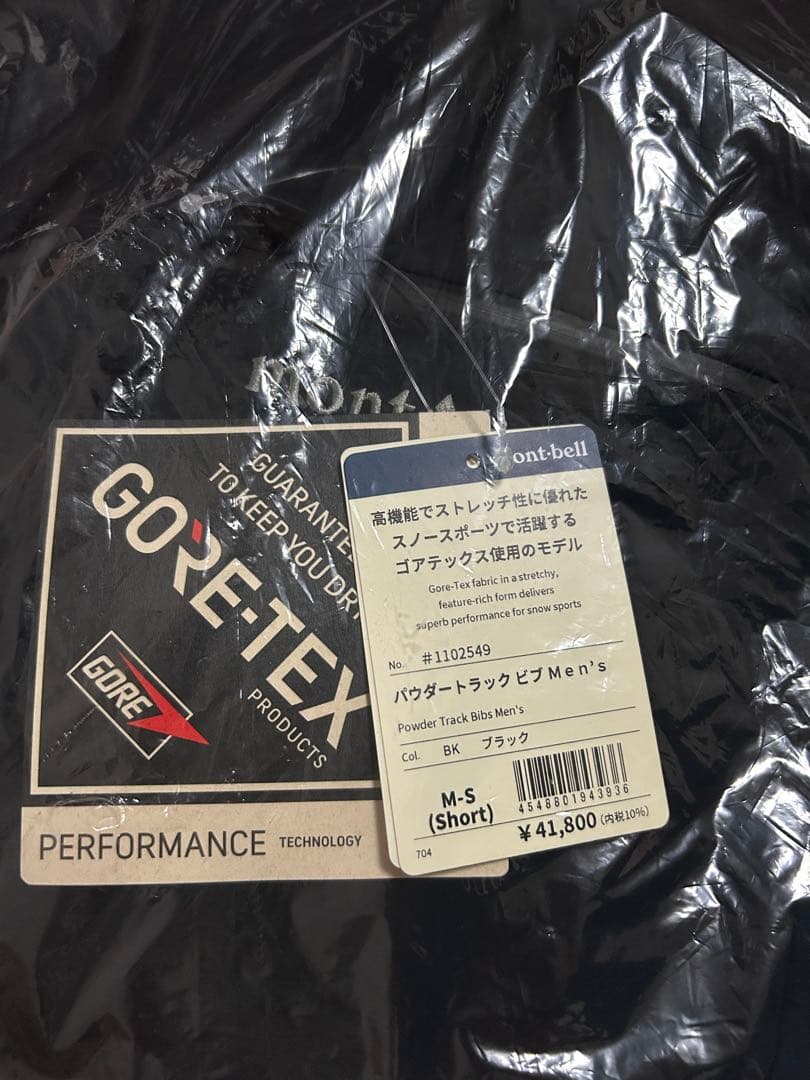 mont
GUARANTEE
TO KEEP YOU DRY
GORE-TEX
PRODUCTS
GORE
PERFORMANCE TECHNOLOGY
mont·bell
高機能でストレッチ性に優れた
スノースポーツで活躍する
ゴアテックス使用のモデル
Gore-Tex fabric in a stretchy,
feature-rich form delivers
superb performance for snow sports
No. #1102549
パウダートラック ビブ Men's
Powder Track Bibs Men's
Col. BK ブラック
M-S
(Short)
4548801943936
¥41,800(内税10%)
704